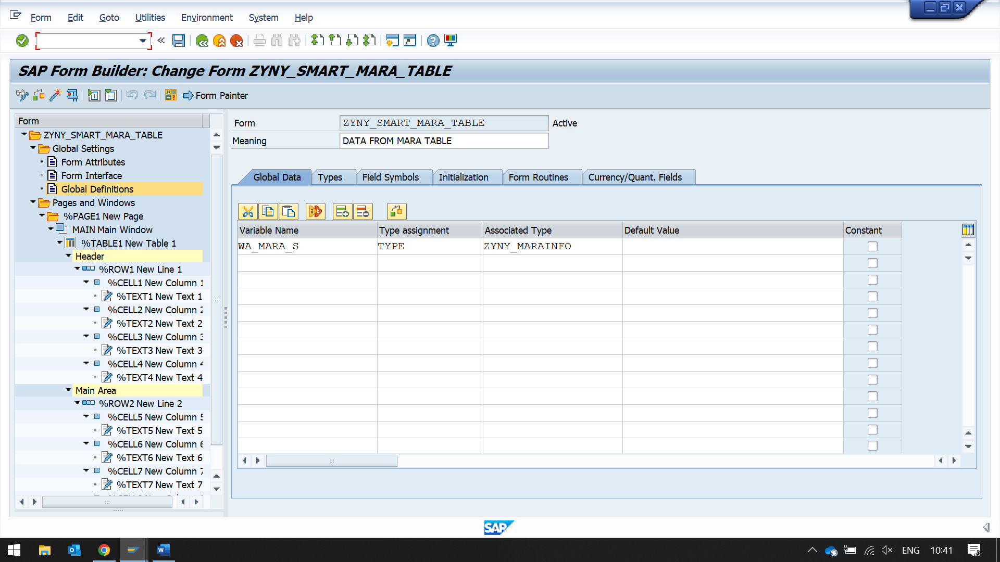 Form Edit Goto Utilities Environment System Help
SAP Form Builder: Change Form ZYNY_SMART_MARA_TABLE
Form Painter
Form
ZYNY_SMART_MARA_TABLE
Global Settings
Form Attributes
Form Interface
Global Definitions
Pages and Windows
%PAGE1 New Page
MAIN Main Window
%TABLE1 New Table 1
Header
%ROW1 New Line 1
%CELL1 New Column 1
%TEXT1 New Text 1
%CELL2 New Column 2
%TEXT2 New Text 2
%CELL3 New Column 3
%TEXT3 New Text 3
%CELL4 New Column 4
%TEXT4 New Text 4
Main Area
%ROW2 New Line 2
%CELL5 New Column 5
%TEXT5 New Text 5
%CELL6 New Column 6
%TEXT6 New Text 6
%CELL7 New Column 7
%TEXT7 New Text 7
Form ZYNY_SMART_MARA_TABLE Active
Meaning DATA FROM MARA TABLE
Global Data Types Field Symbols Initialization Form Routines Currency/Quant. Fields
Variable Name Type assignment Associated Type Default Value Constant
WA_MARA_S TYPE ZYNY_MARAINFO
SAP
ENG 10:41